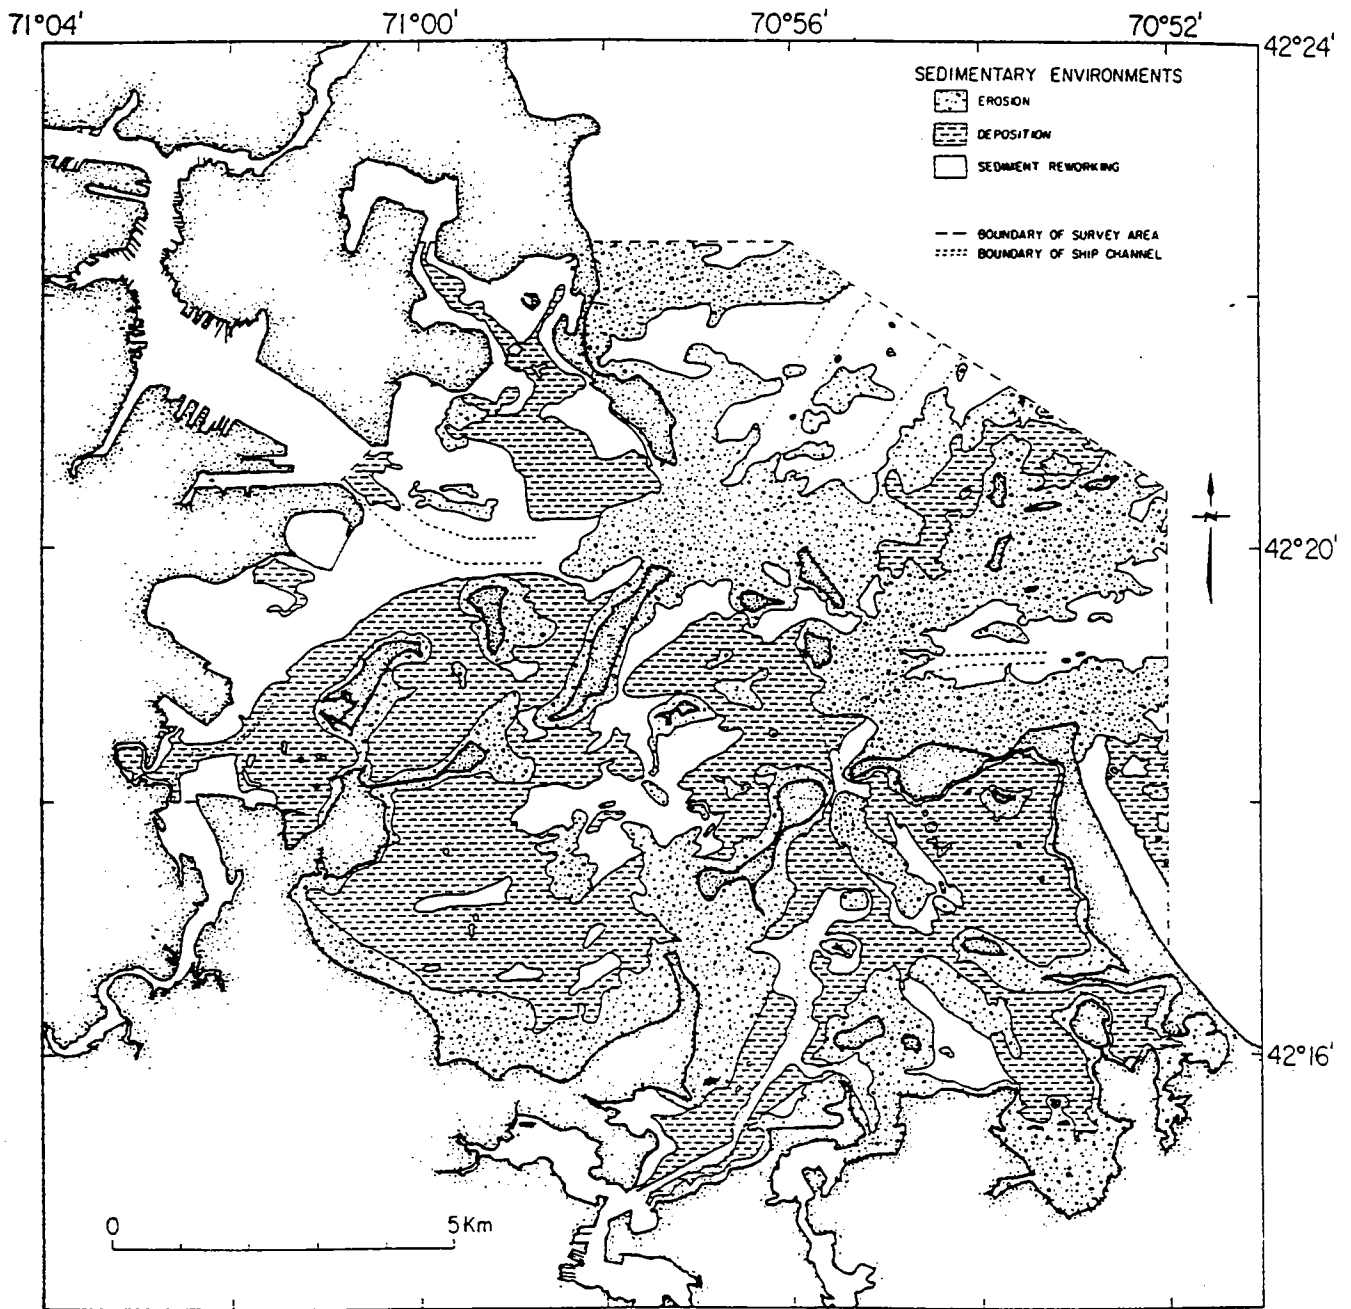 71°04' 71°00' 70°56' 70°52'
42°24'
SEDIMENTARY ENVIRONMENTS
EROSION
DEPOSITION
SEDIMENT REWORKING
BOUNDARY OF SURVEY AREA
BOUNDARY OF SHIP CHANNEL
N
42°20'
42°16'
0 5 Km